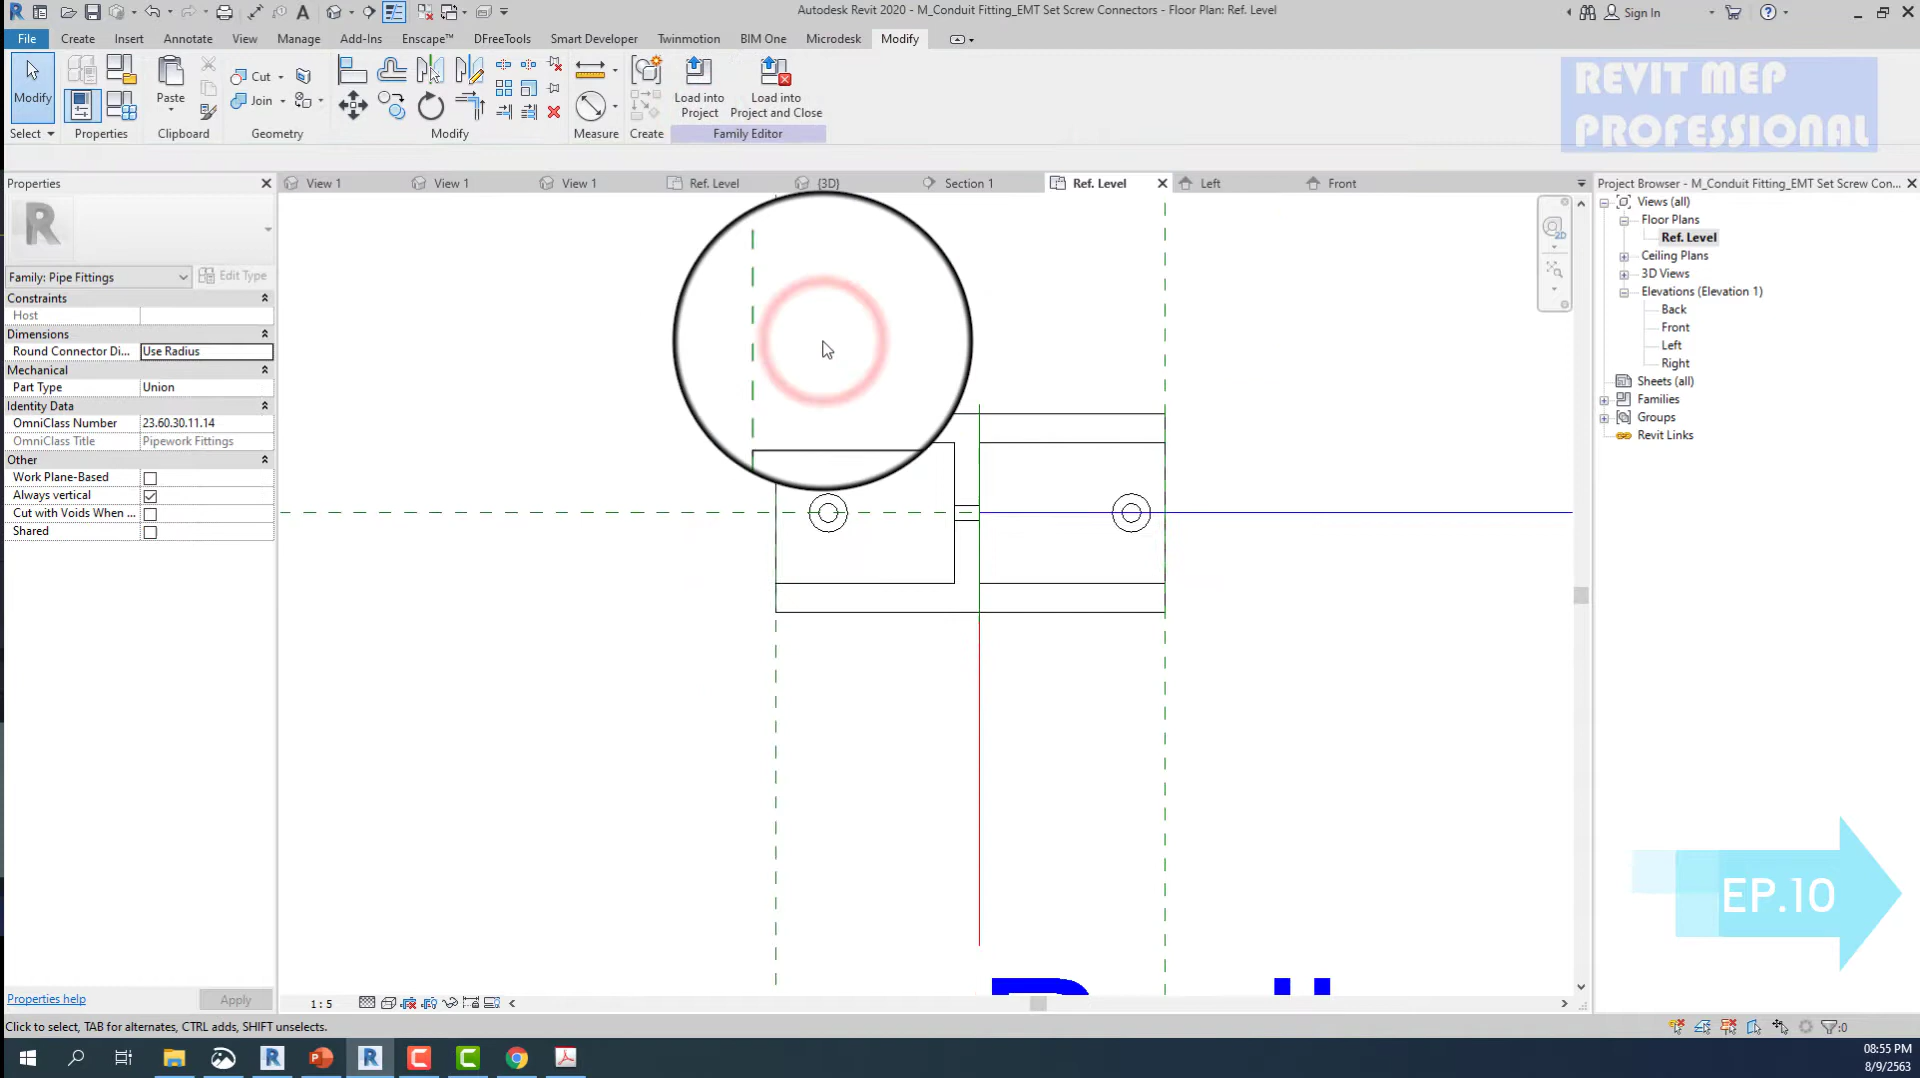 Autodesk Revit 2020 - M_Conduit Fitting_EMT Set Screw Connectors - Floor Plan: Ref. Level
Sign In
File Create Insert Annotate View Manage Add-Ins Enscape™ DFreeTools Smart Developer Twinmotion BIM One Microdesk Modify
Modify
Paste
Cut
Join
Load into
Project
Load into
Project and Close
Select Properties Clipboard Geometry Modify Measure Create Family Editor
REVIT MEP
PROFESSIONAL
Properties
View 1 View 1 View 1 Ref. Level {3D} Section 1 Ref. Level Left Front
Project Browser - M_Conduit Fitting_EMT Set Screw Con...
Family: Pipe Fittings
Edit Type
Constraints
Host
Dimensions
Round Connector Di... Use Radius
Mechanical
Part Type Union
Identity Data
OmniClass Number 23.60.30.11.14
OmniClass Title Pipework Fittings
Other
Work Plane-Based
Always vertical
Cut with Voids When ...
Shared
Views (all)
Floor Plans
Ref. Level
Ceiling Plans
3D Views
Elevations (Elevation 1)
Back
Front
Left
Right
Sheets (all)
Families
Groups
Revit Links
2D
EP.10
Properties help
Apply
1 : 5
Click to select, TAB for alternates, CTRL adds, SHIFT unselects.
:0
08:55 PM
8/9/2563